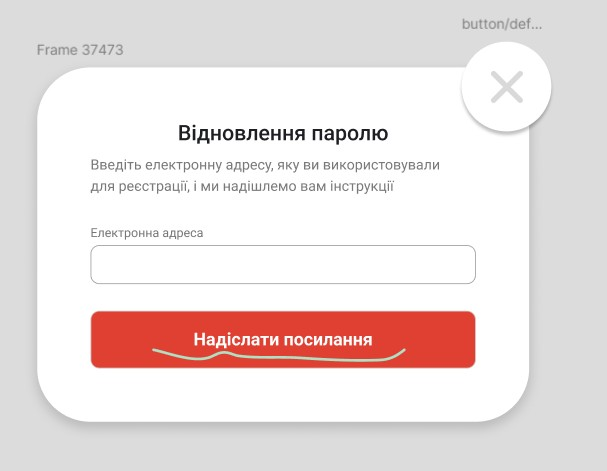 button/def...
Frame 37473
Відновлення паролю
Введіть електронну адресу, яку ви використовували
для реєстрації, і ми надішлемо вам інструкції
Електронна адреса
Надіслати посилання